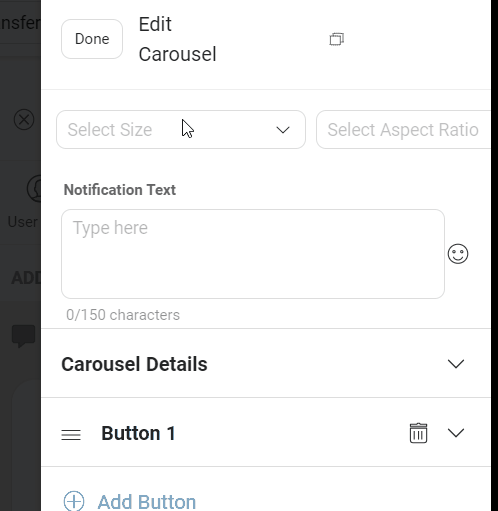 nsfer
Done
Edit
Carousel
Select Size
Select Aspect Ratio
Notification Text
User
Type here
ADD
0/150 characters
Carousel Details
Button 1
Add Button